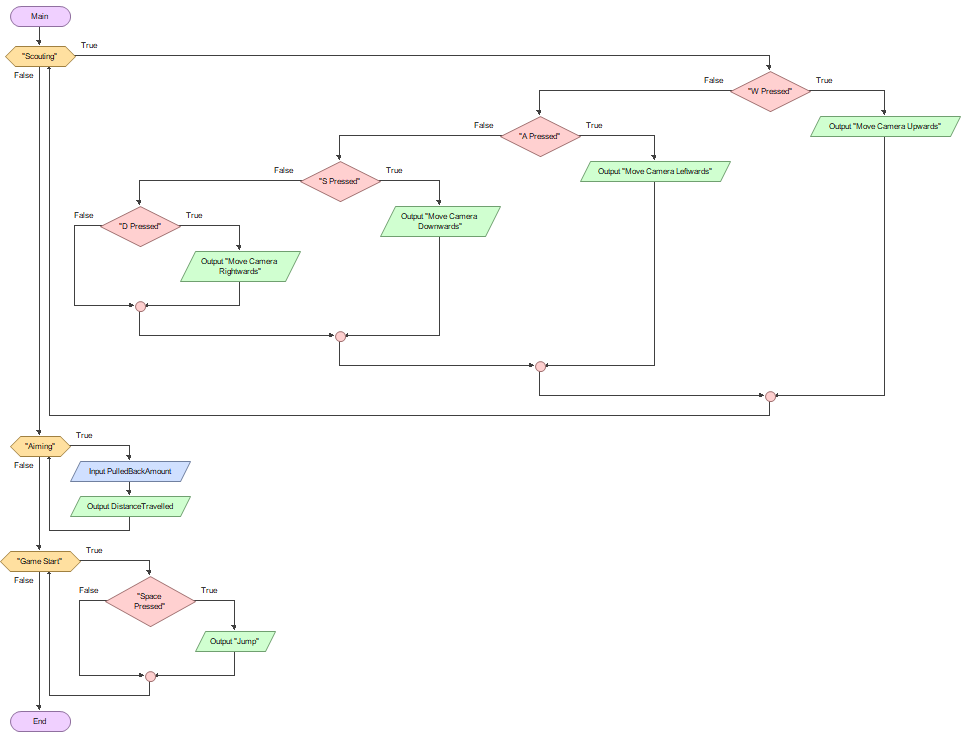 Main
True
"Scouting"
False
False
True
"W Pressed"
Output "Move Camera Upwards"
False
True
"A Pressed"
Output "Move Camera Leftwards"
False
True
"S Pressed"
Output "Move Camera
Downwards"
False
True
"D Pressed"
Output "Move Camera
Rightwards"
True
"Aiming"
False
Input PulledBackAmount
Output DistanceTravelled
True
"Game Start"
False
False
True
"Space
Pressed"
Output "Jump"
End